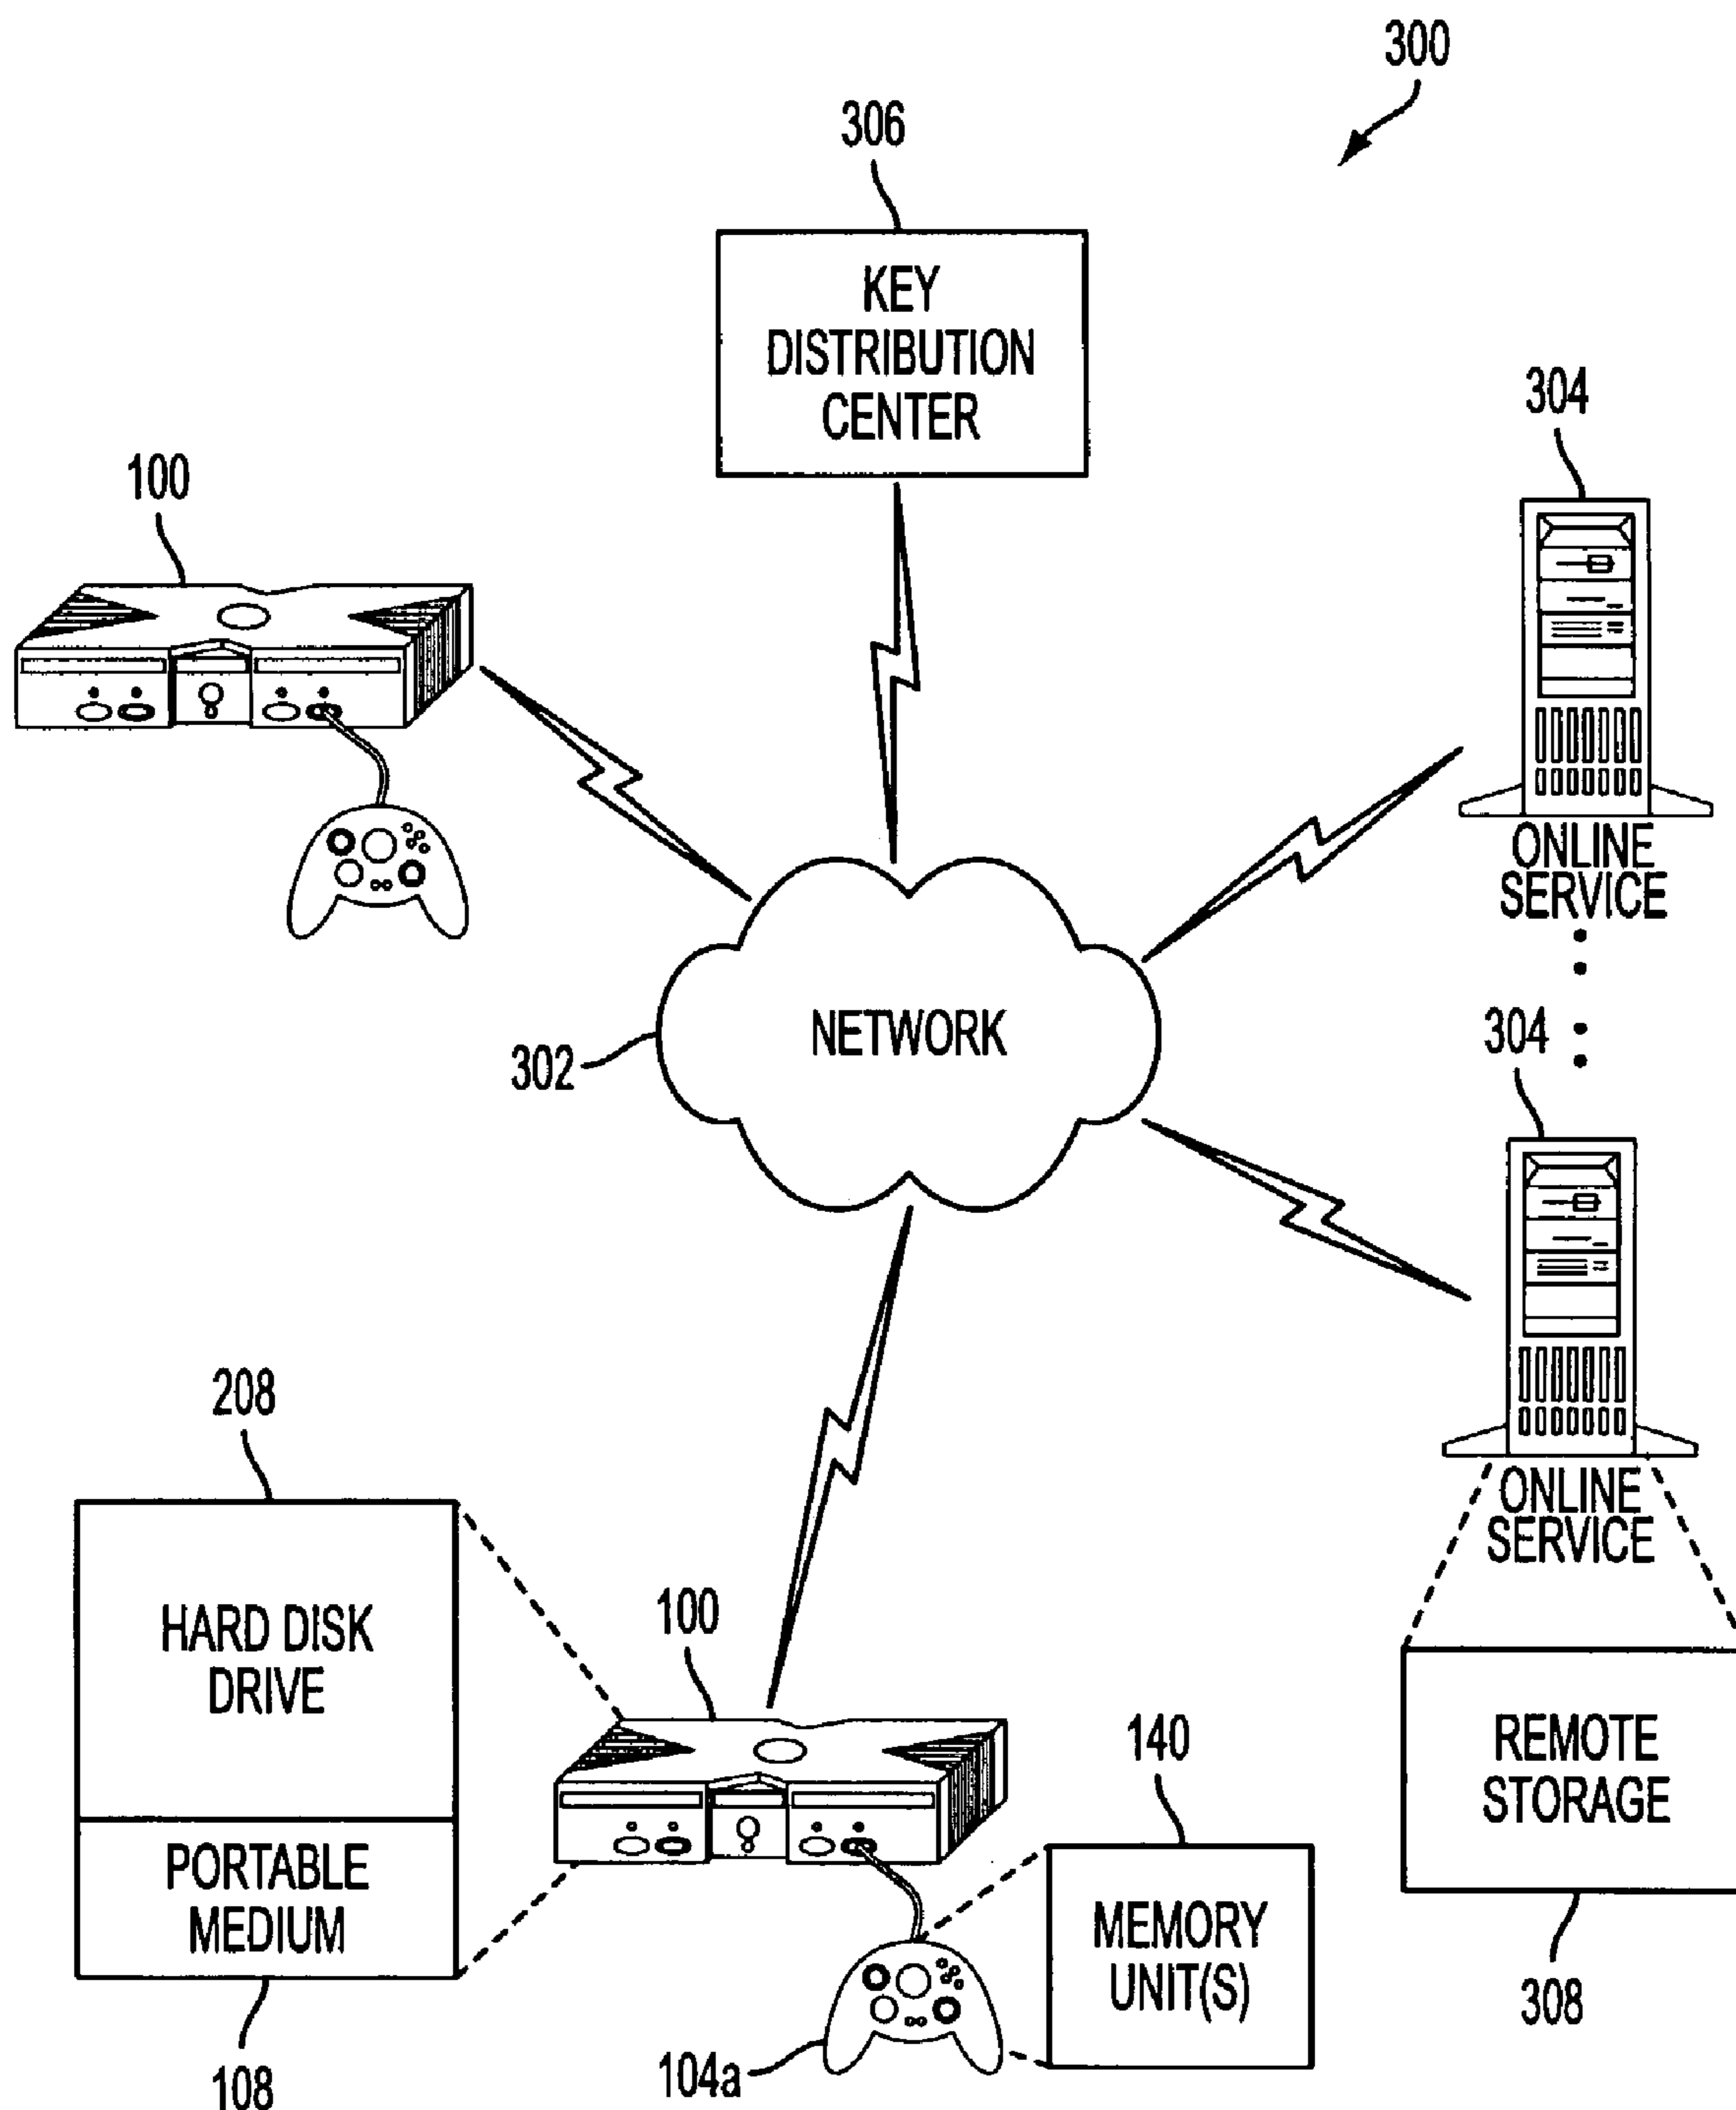 300
306
KEY
DISTRIBUTION
CENTER
304
100
ONLINE
SERVICE
NETWORK
302
304
208
HARD DISK
DRIVE
PORTABLE
MEDIUM
108
100
140
MEMORY
UNIT(S)
104a
ONLINE
SERVICE
REMOTE
STORAGE
308